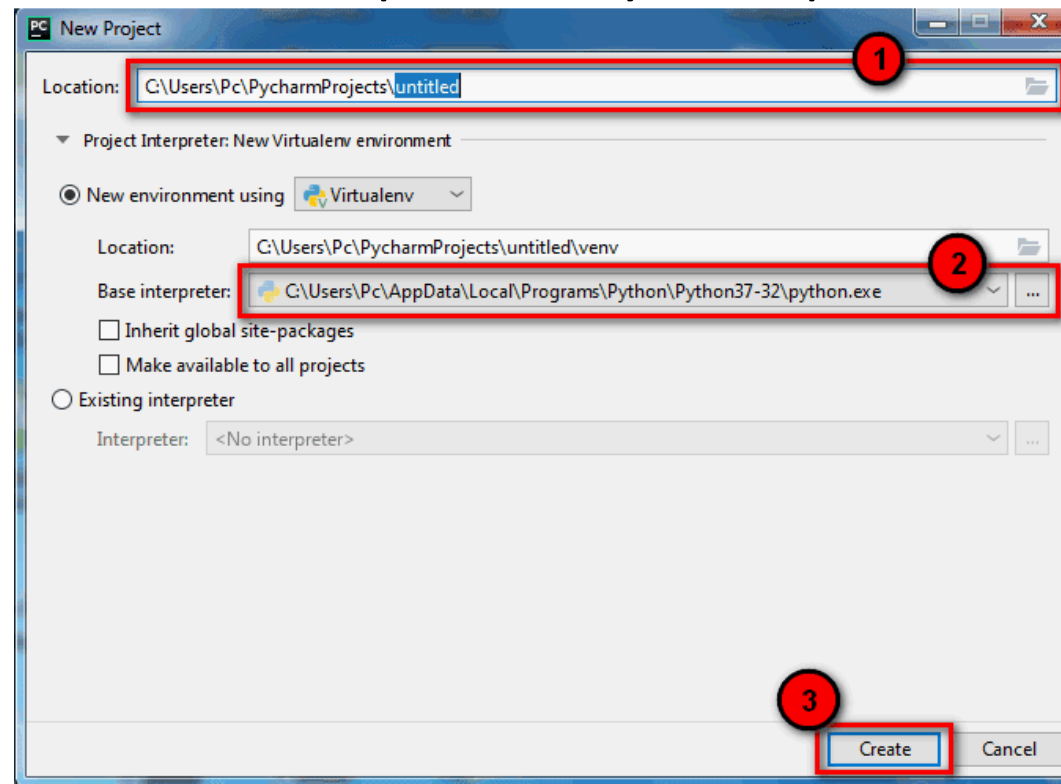 PC New Project
1
Location: C:\Users\Pc\PycharmProjects\untitled
Project Interpreter: New Virtualenv environment
New environment using Virtualenv
Location: C:\Users\Pc\PycharmProjects\untitled\venv
2
Base interpreter: C:\Users\Pc\AppData\Local\Programs\Python\Python37-32\python.exe ...
Inherit global site-packages
Make available to all projects
Existing interpreter
Interpreter: <No interpreter> ...
3
Create Cancel